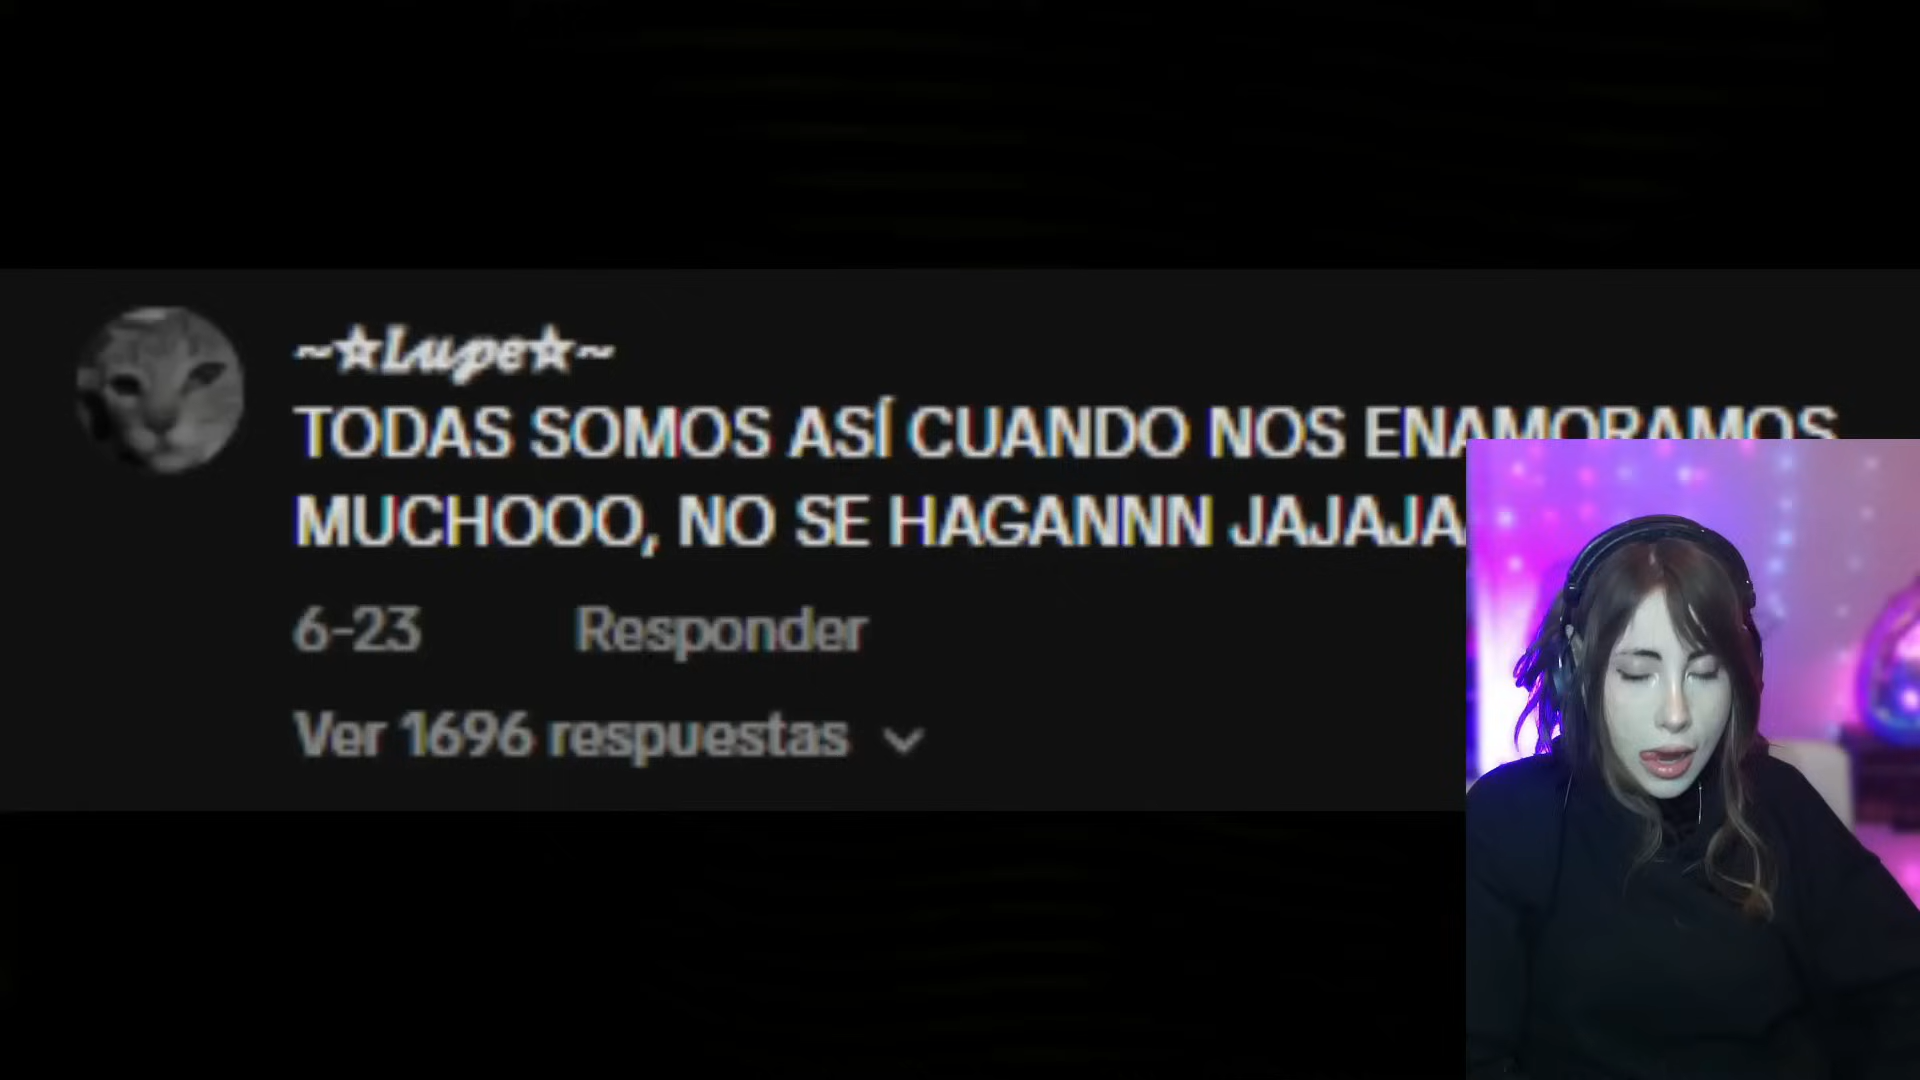 ~☆Lupe☆~
TODAS SOMOS ASÍ CUANDO NOS ENAMORAMOS
MUCHOOO, NO SE HAGANNN JAJAJA
6-23 Responder
Ver 1696 respuestas